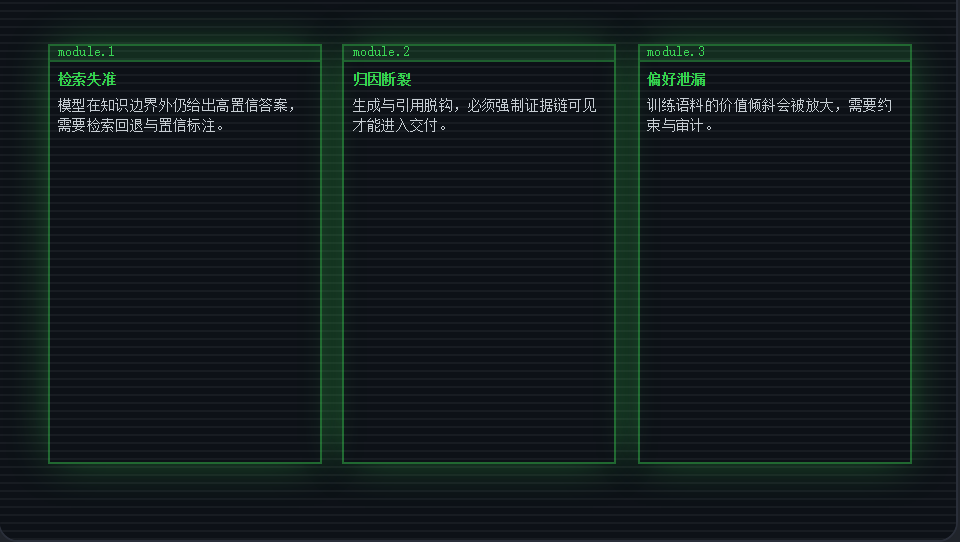 module.1
检索失准
模型在知识边界外仍给出高置信答案，
需要检索回退与置信标注。
module.2
归因断裂
生成与引用脱钩，必须强制证据链可见
才能进入交付。
module.3
偏好泄漏
训练语料的价值倾斜会被放大，需要约
束与审计。